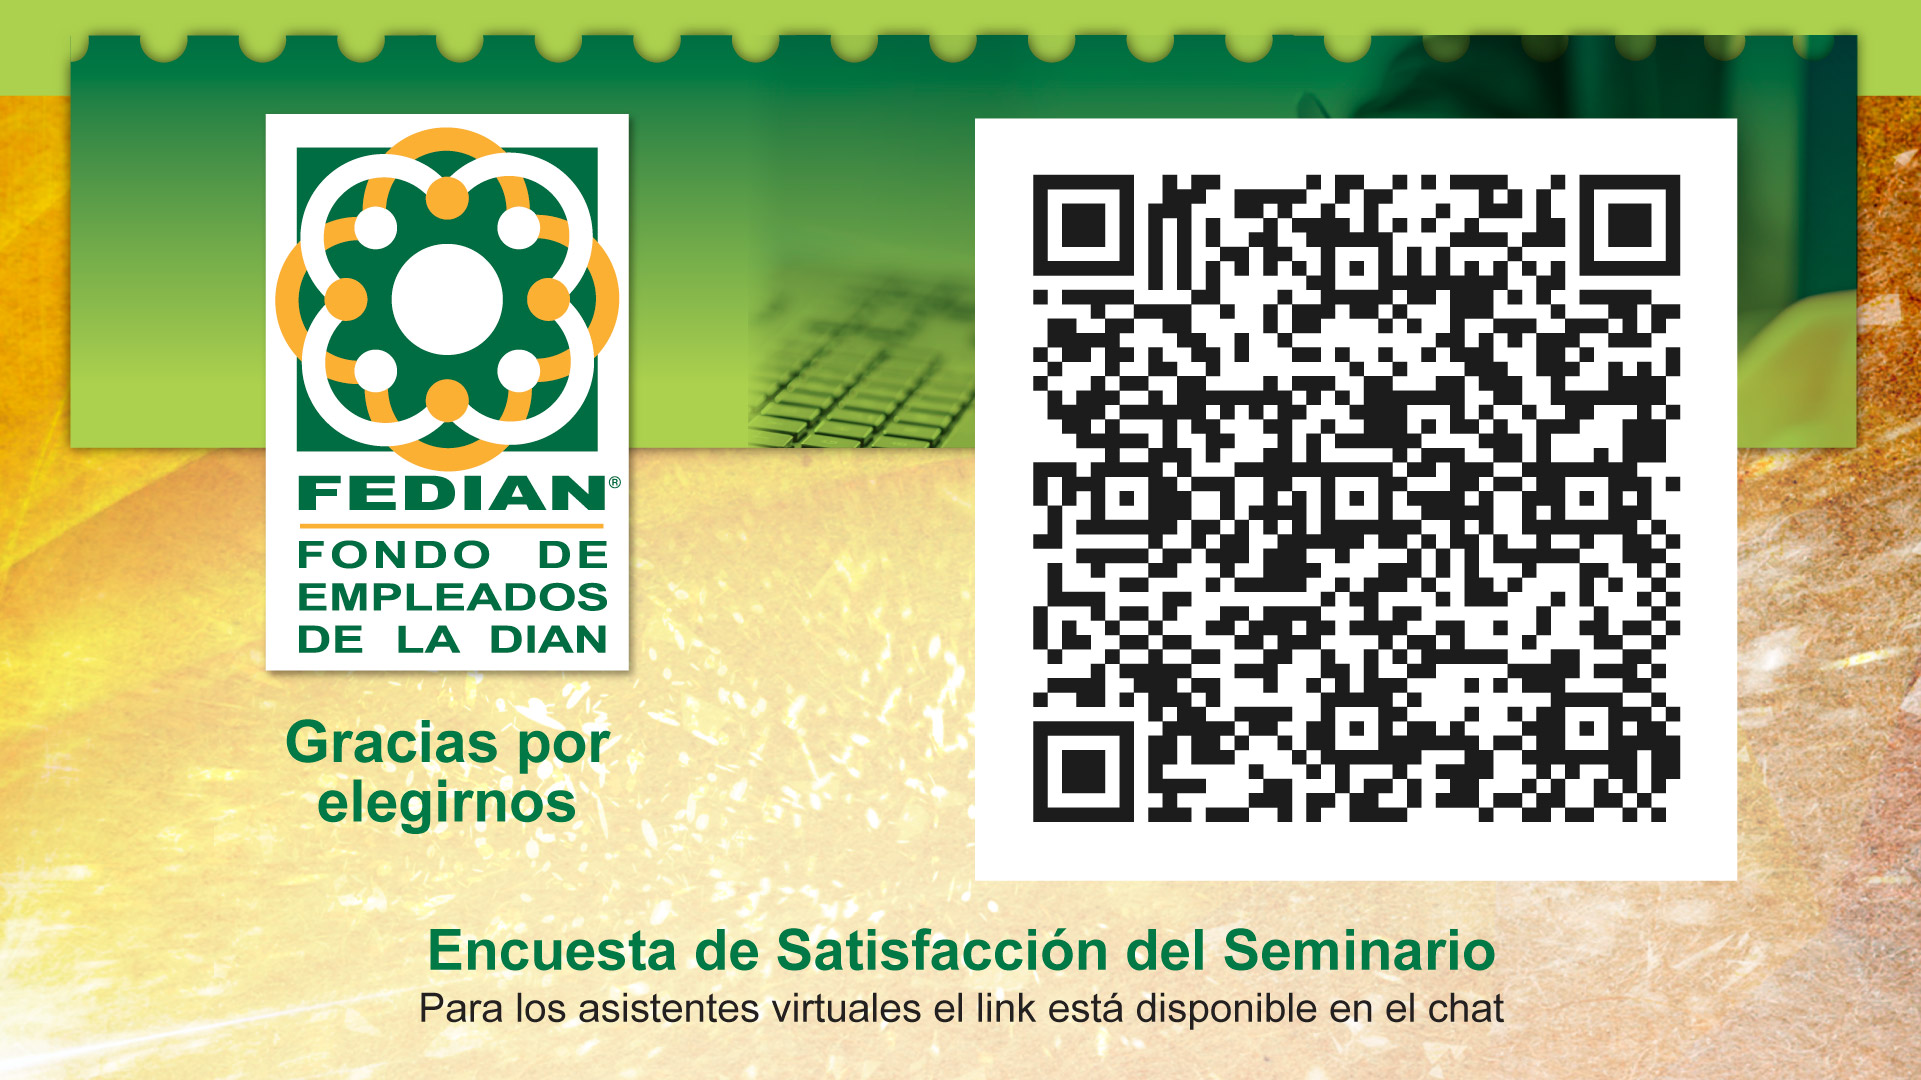 FEDIAN®
FONDO DE
EMPLEADOS
DE LA DIAN
Gracias por
elegirnos
Encuesta de Satisfacción del Seminario
Para los asistentes virtuales el link está disponible en el chat